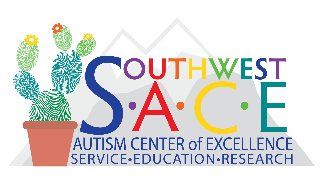 SOUTHWEST
S•A•C•E
AUTISM CENTER of EXCELLENCE
SERVICE•EDUCATION•RESEARCH